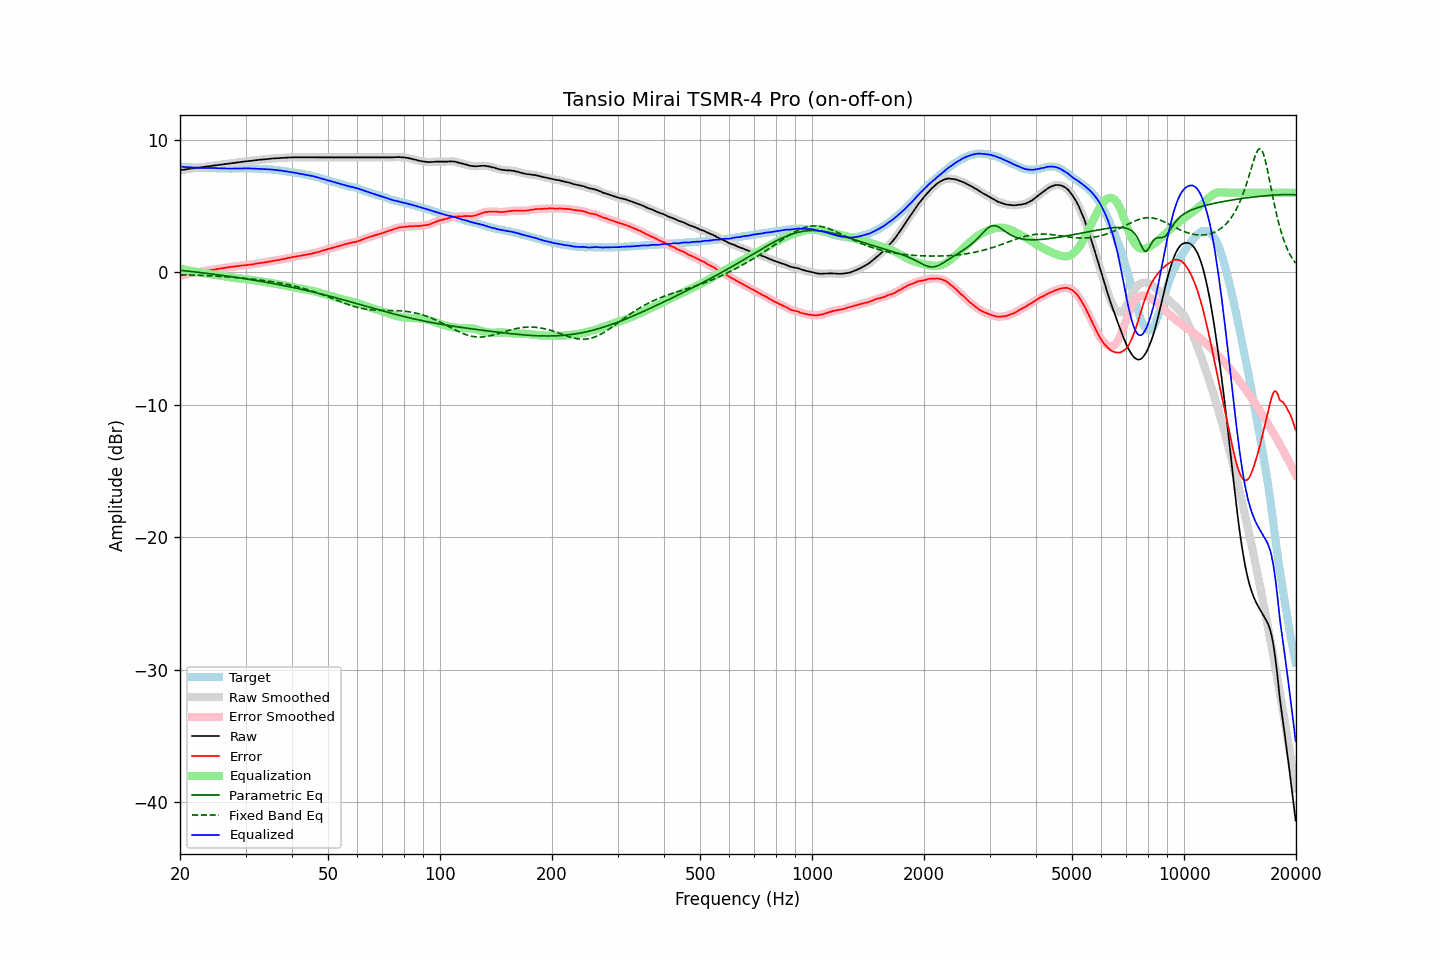 Tansio Mirai TSMR-4 Pro (on-off-on)
10
0
−10
−20
−30
−40
Amplitude (dBr)
Target
Raw Smoothed
Error Smoothed
Raw
Error
Equalization
Parametric Eq
Fixed Band Eq
Equalized
20 50 100 200 500 1000 2000 5000 10000 20000
Frequency (Hz)